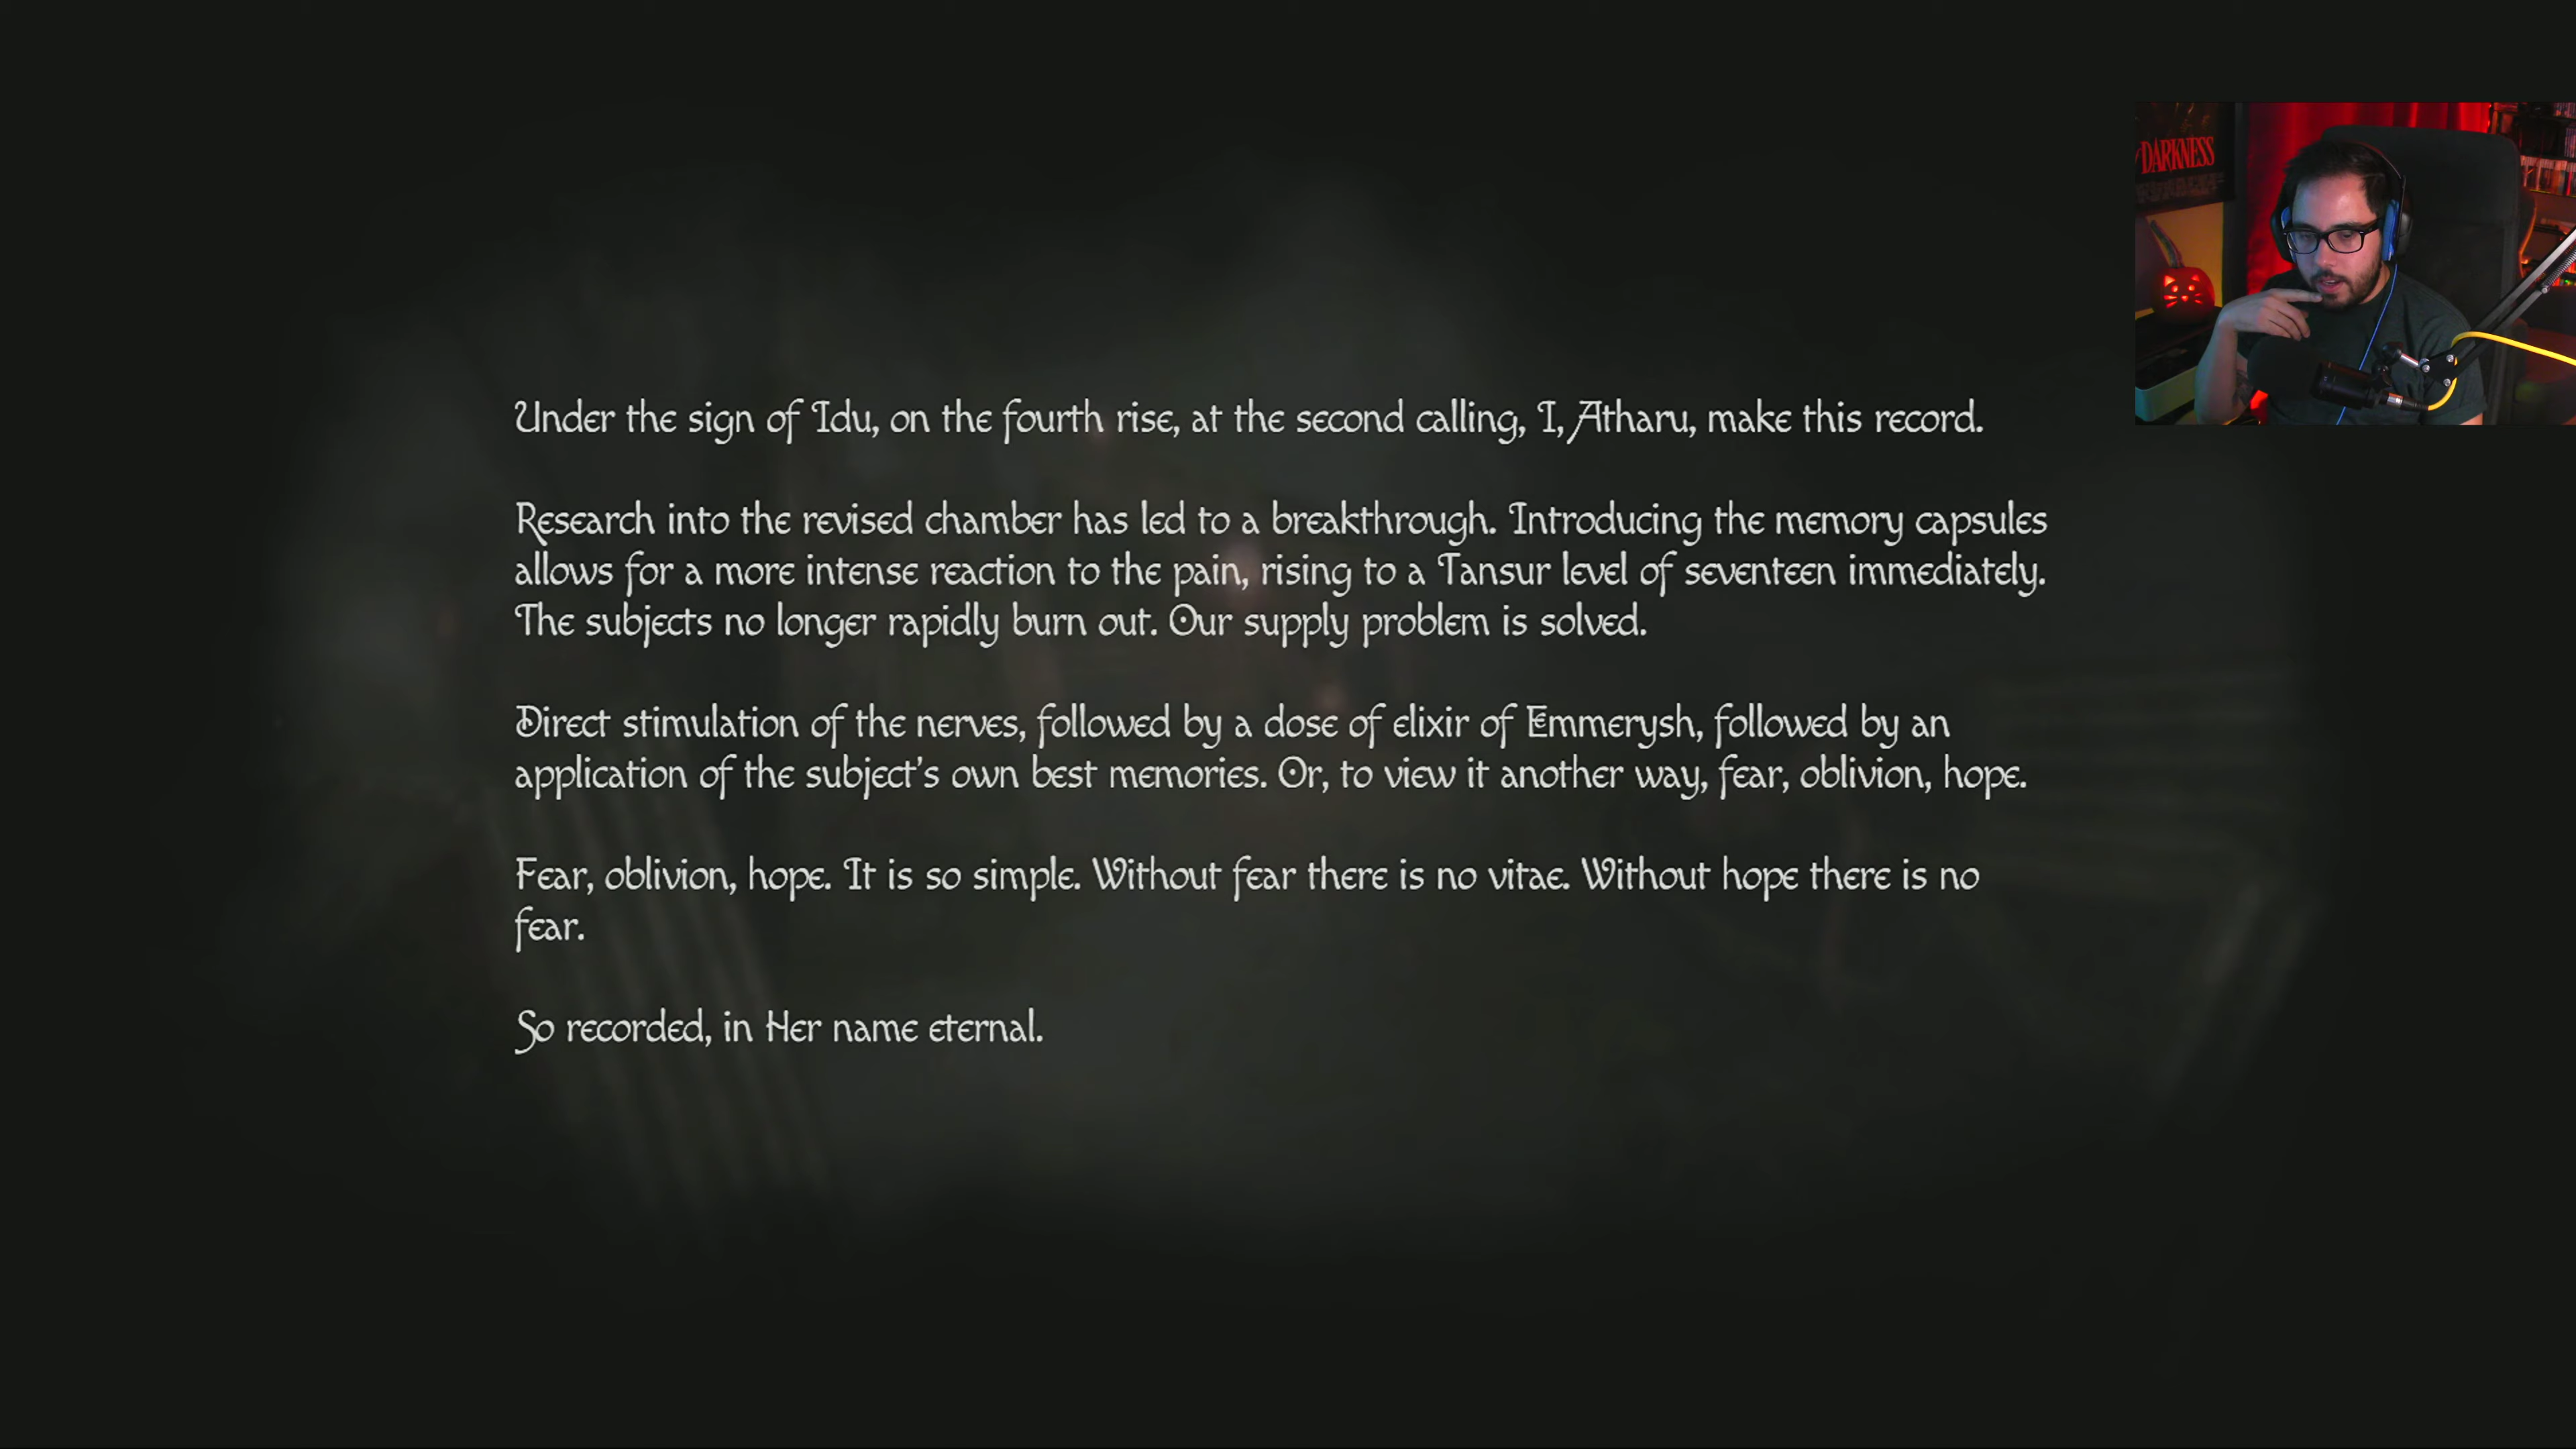 Under the sign of Idu, on the fourth rise, at the second calling, I, Atharu, make this record.
Research into the revised chamber has led to a breakthrough. Introducing the memory capsules
allows for a more intense reaction to the pain, rising to a Tansur level of seventeen immediately.
The subjects no longer rapidly burn out. Our supply problem is solved.
Direct stimulation of the nerves, followed by a dose of elixir of Emmerysh, followed by an
application of the subject's own best memories. Or, to view it another way, fear, oblivion, hope.
Fear, oblivion, hope. It is so simple. Without fear there is no vitae. Without hope there is no
fear.
So recorded, in Her name eternal.
DARKNESS